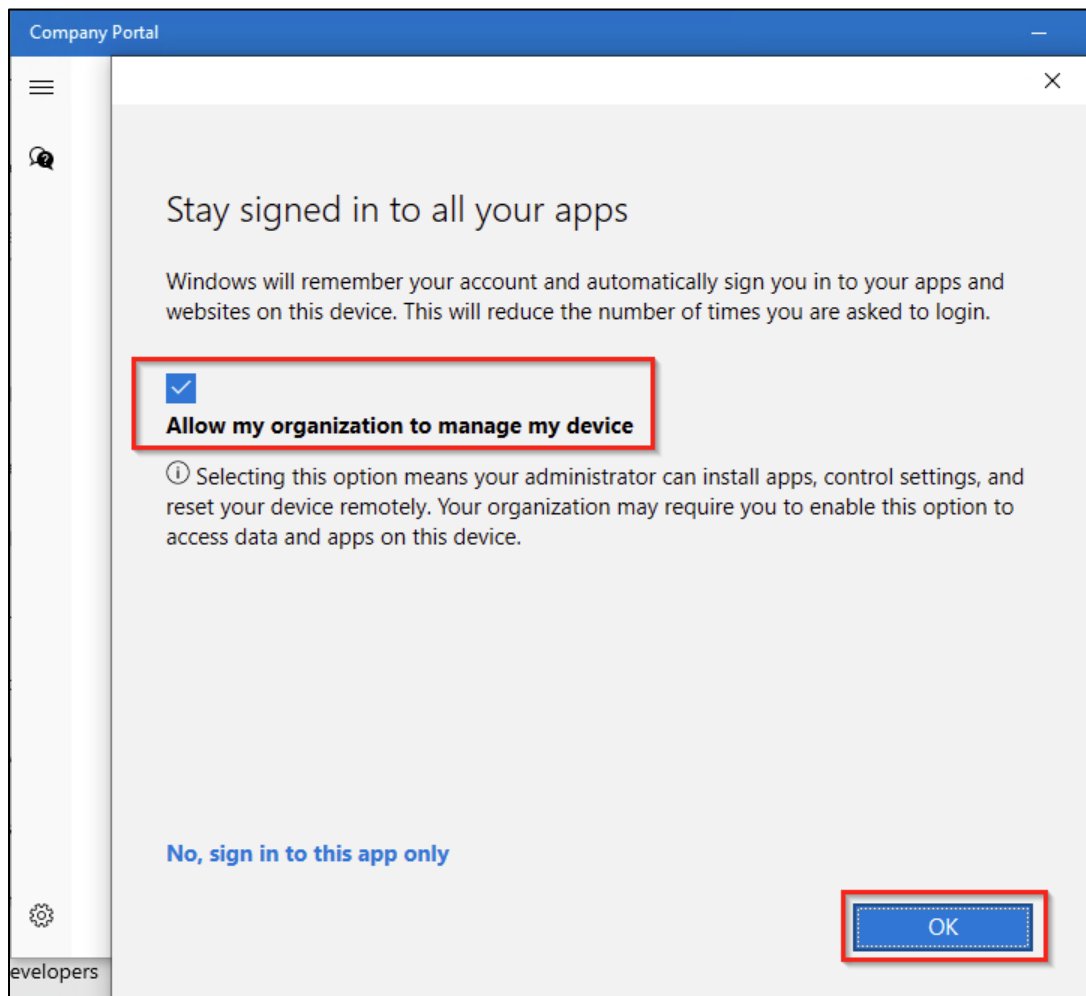 Company Portal
Stay signed in to all your apps
Windows will remember your account and automatically sign you in to your apps and
websites on this device. This will reduce the number of times you are asked to login.
Allow my organization to manage my device
Selecting this option means your administrator can install apps, control settings, and
reset your device remotely. Your organization may require you to enable this option to
access data and apps on this device.
No, sign in to this app only
OK
evelopers